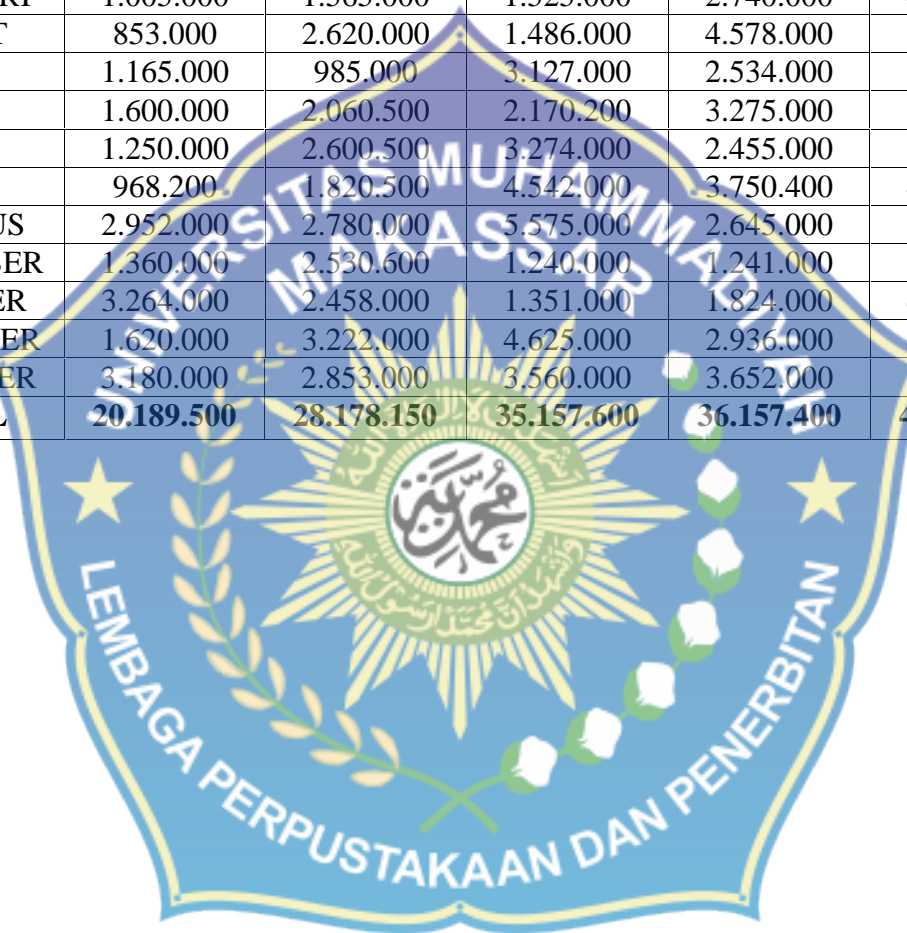 T 853.000 2.620.000 1.486.000 4.578.000
1.165.000 985.000 3.127.000 2.534.000
1.600.000 2.060.500 2.170.200 3.275.000
1.250.000 2.600.500 3.274.000 2.455.000
968.200 1.820.500 4.542.000 3.750.400
US 2.952.000 2.780.000 5.575.000 2.645.000
BER 1.360.000 2.530.600 1.240.000 1.241.000
ER 3.264.000 2.458.000 1.351.000 1.824.000
ER 1.620.000 3.222.000 4.625.000 2.936.000
ER 3.180.000 2.853.000 3.560.000 3.652.000
L 20.189.500 28.178.150 35.157.600 36.157.400 4
UNIVERSITAS MUHAMMADIYAH
MAKASSAR
محمدية
LEMBAGA PERPUSTAKAAN DAN PENERBITAN